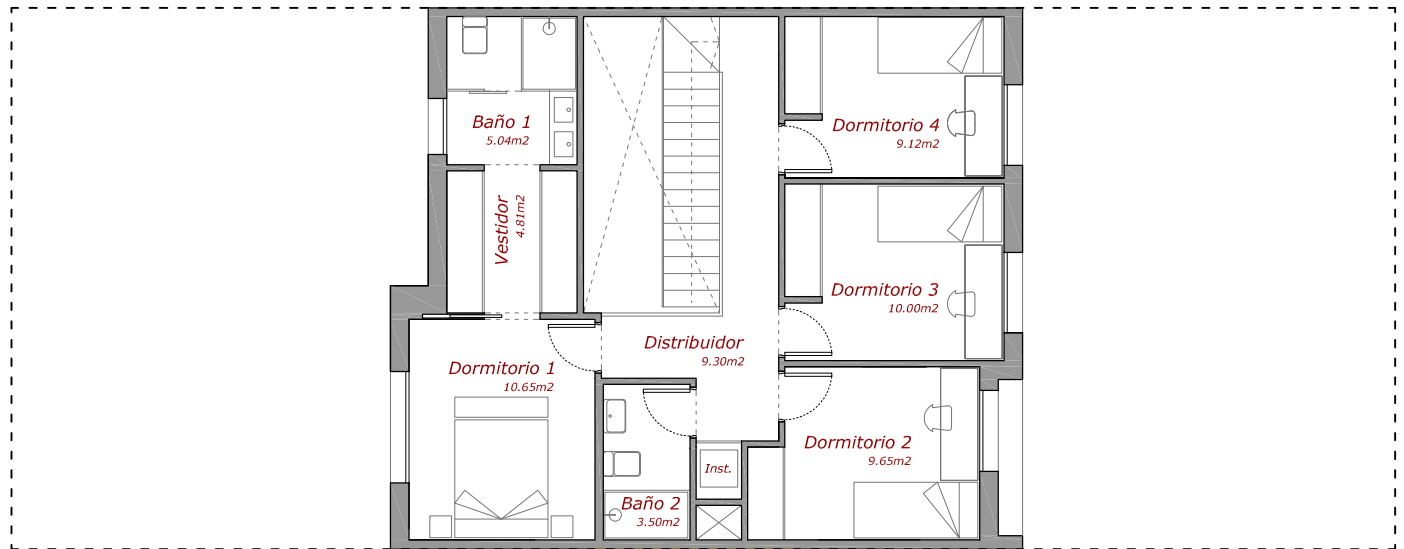 Baño 1
5.04m2
Vestidor
4.81m2
Dormitorio 1
10.65m2
Distribuidor
9.30m2
Baño 2
3.50m2
Inst.
Dormitorio 4
9.12m2
Dormitorio 3
10.00m2
Dormitorio 2
9.65m2